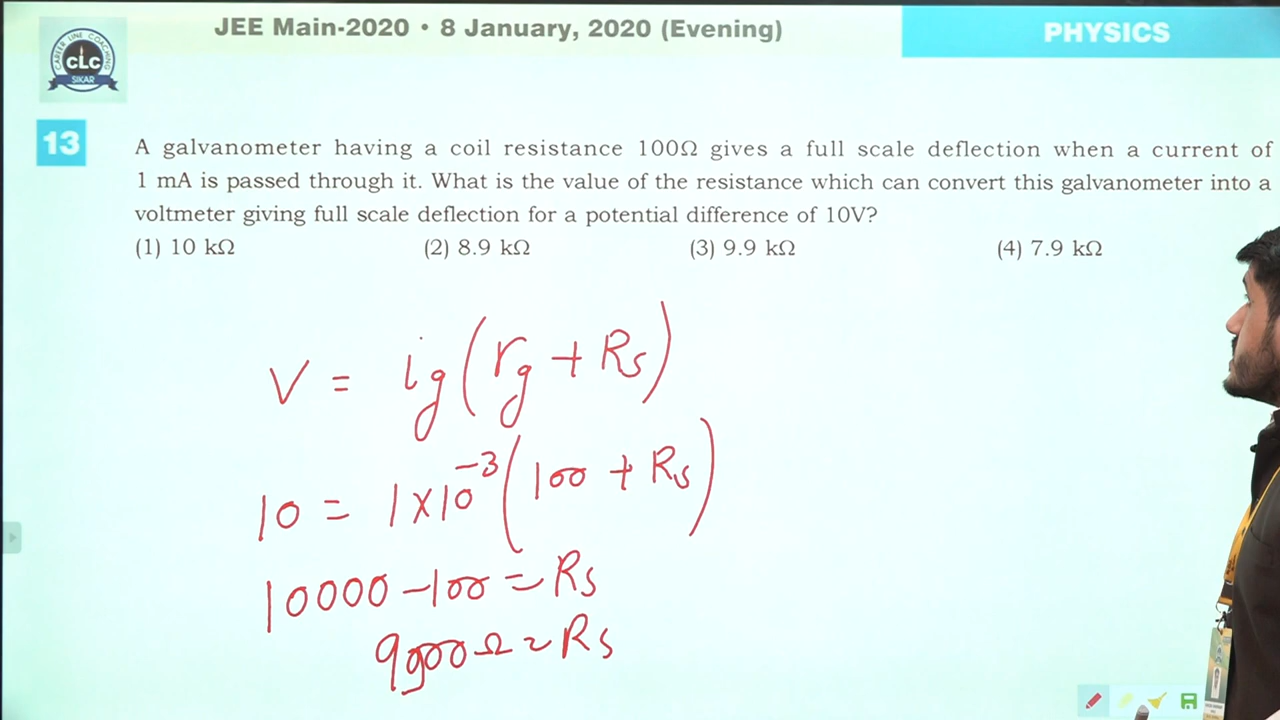 JEE Main-2020 • 8 January, 2020 (Evening)
PHYSICS
CAREER LINE COACHING
CLC
SIKAR
13
A galvanometer having a coil resistance 100Ω gives a full scale deflection when a current of
1 mA is passed through it. What is the value of the resistance which can convert this galvanometer into a
voltmeter giving full scale deflection for a potential difference of 10V?
(1) 10 kΩ (2) 8.9 kΩ (3) 9.9 kΩ (4) 7.9 kΩ
V = ig(rg + Rs)
10 = 1×10⁻³(100 + Rs)
10000 - 100 = Rs
9900Ω = Rs